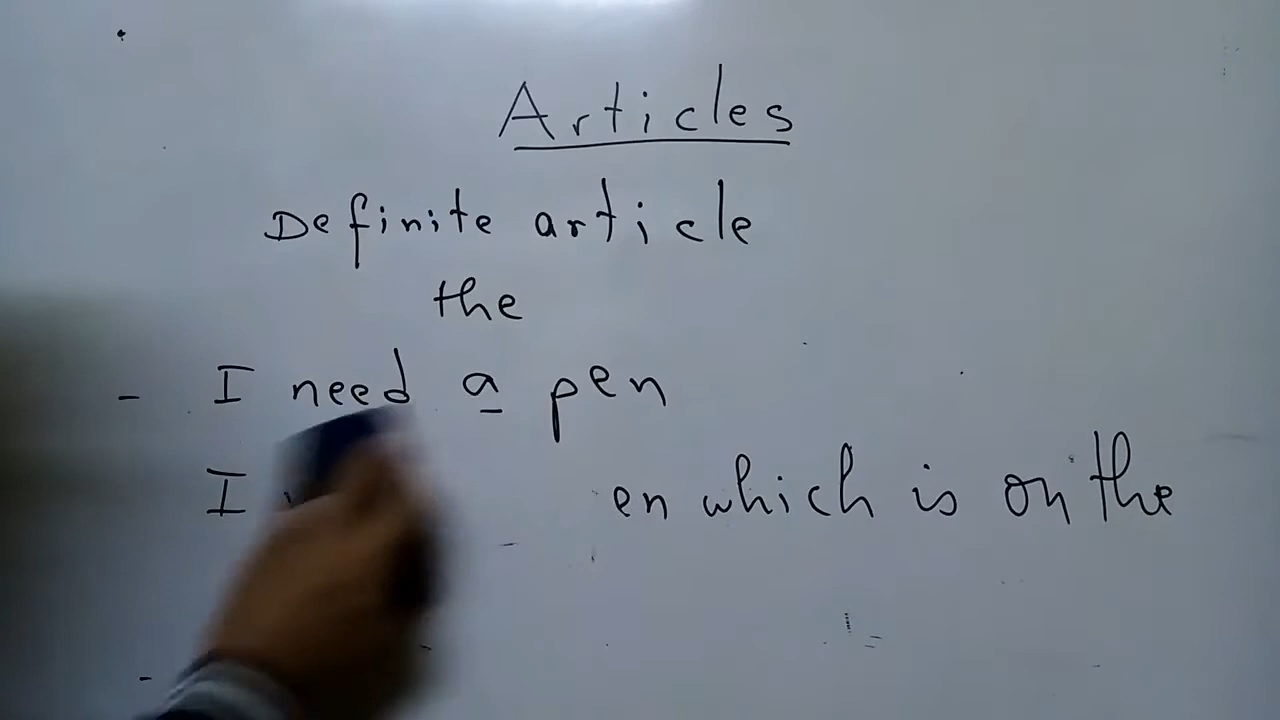 Articles
Definite article
the
- I need a pen
I en which is on the